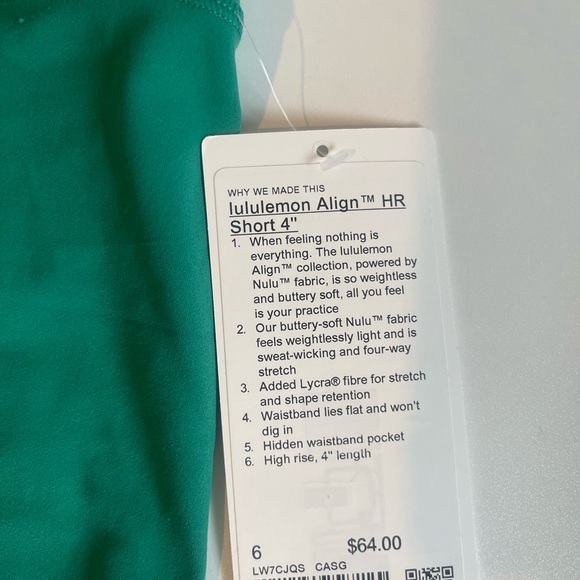 WHY WE MADE THIS
lululemon Align™ HR
Short 4"
1. When feeling nothing is
everything. The lululemon
Align™ collection, powered by
Nulu™ fabric, is so weightless
and buttery soft, all you feel
is your practice
2. Our buttery-soft Nulu™ fabric
feels weightlessly light and is
sweat-wicking and four-way
stretch
3. Added Lycra® fibre for stretch
and shape retention
4. Waistband lies flat and won't
dig in
5. Hidden waistband pocket
6. High rise, 4" length
6 $64.00
LW7CJQS CASG